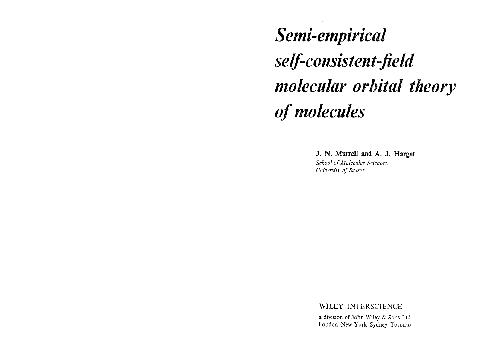 Semi-empirical
self-consistent-field
molecular orbital theory
of molecules
J. N. Murrell and A. J. Harget
School of Molecular Sciences,
University of Sussex
WILEY-INTERSCIENCE
a division of John Wiley & Sons Ltd
London New York Sydney Toronto